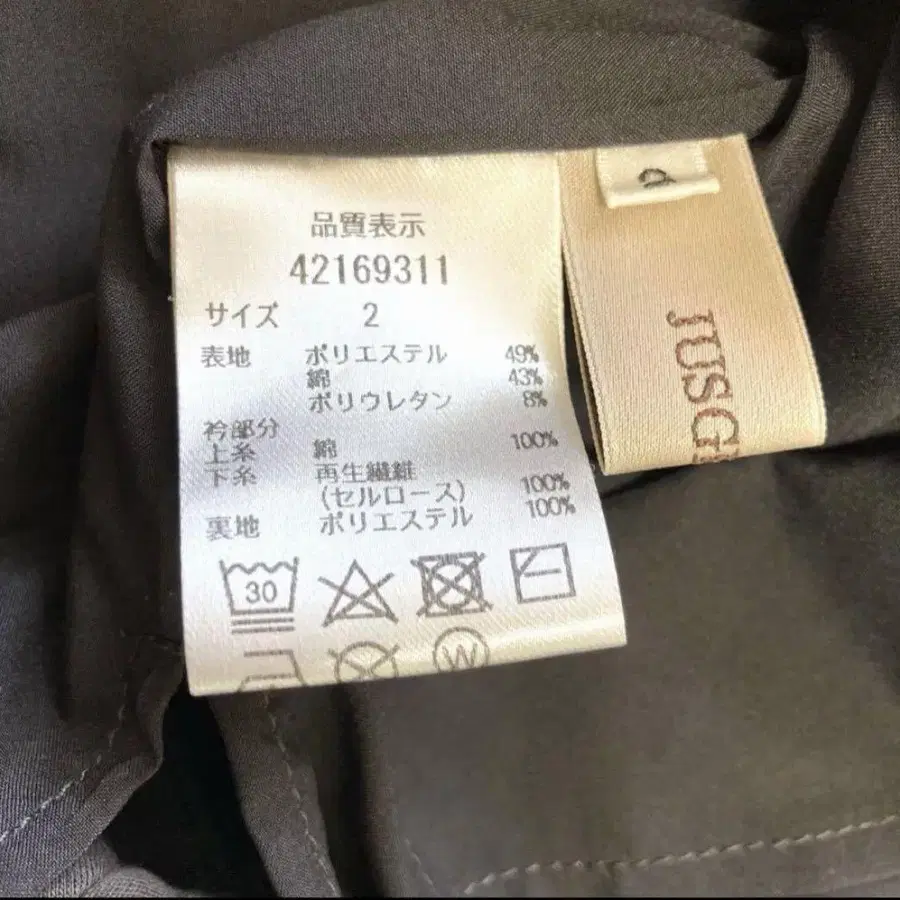 品質表示
42169311
サイズ 2
表地 ポリエステル 49%
綿 43%
ポリウレタン 8%
衿部分
上糸 綿 100%
下糸 再生繊維
(セルロース) 100%
裏地 ポリエステル 100%
30
W
JUSG